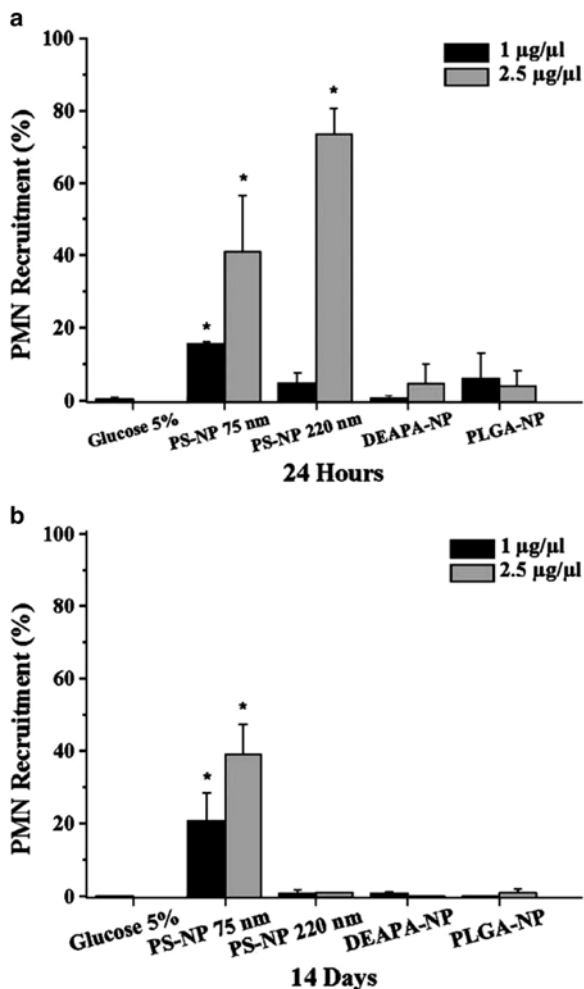 a
100
80
60
40
20
0
PMN Recruitment (%)
1 µg/µl
2.5 µg/µl
*
*
*
Glucose 5%
PS-NP 75 nm
PS-NP 220 nm
DEAPA-NP
PLGA-NP
24 Hours
b
100
80
60
40
20
0
PMN Recruitment (%)
1 µg/µl
2.5 µg/µl
*
*
Glucose 5%
PS-NP 75 nm
PS-NP 220 nm
DEAPA-NP
PLGA-NP
14 Days